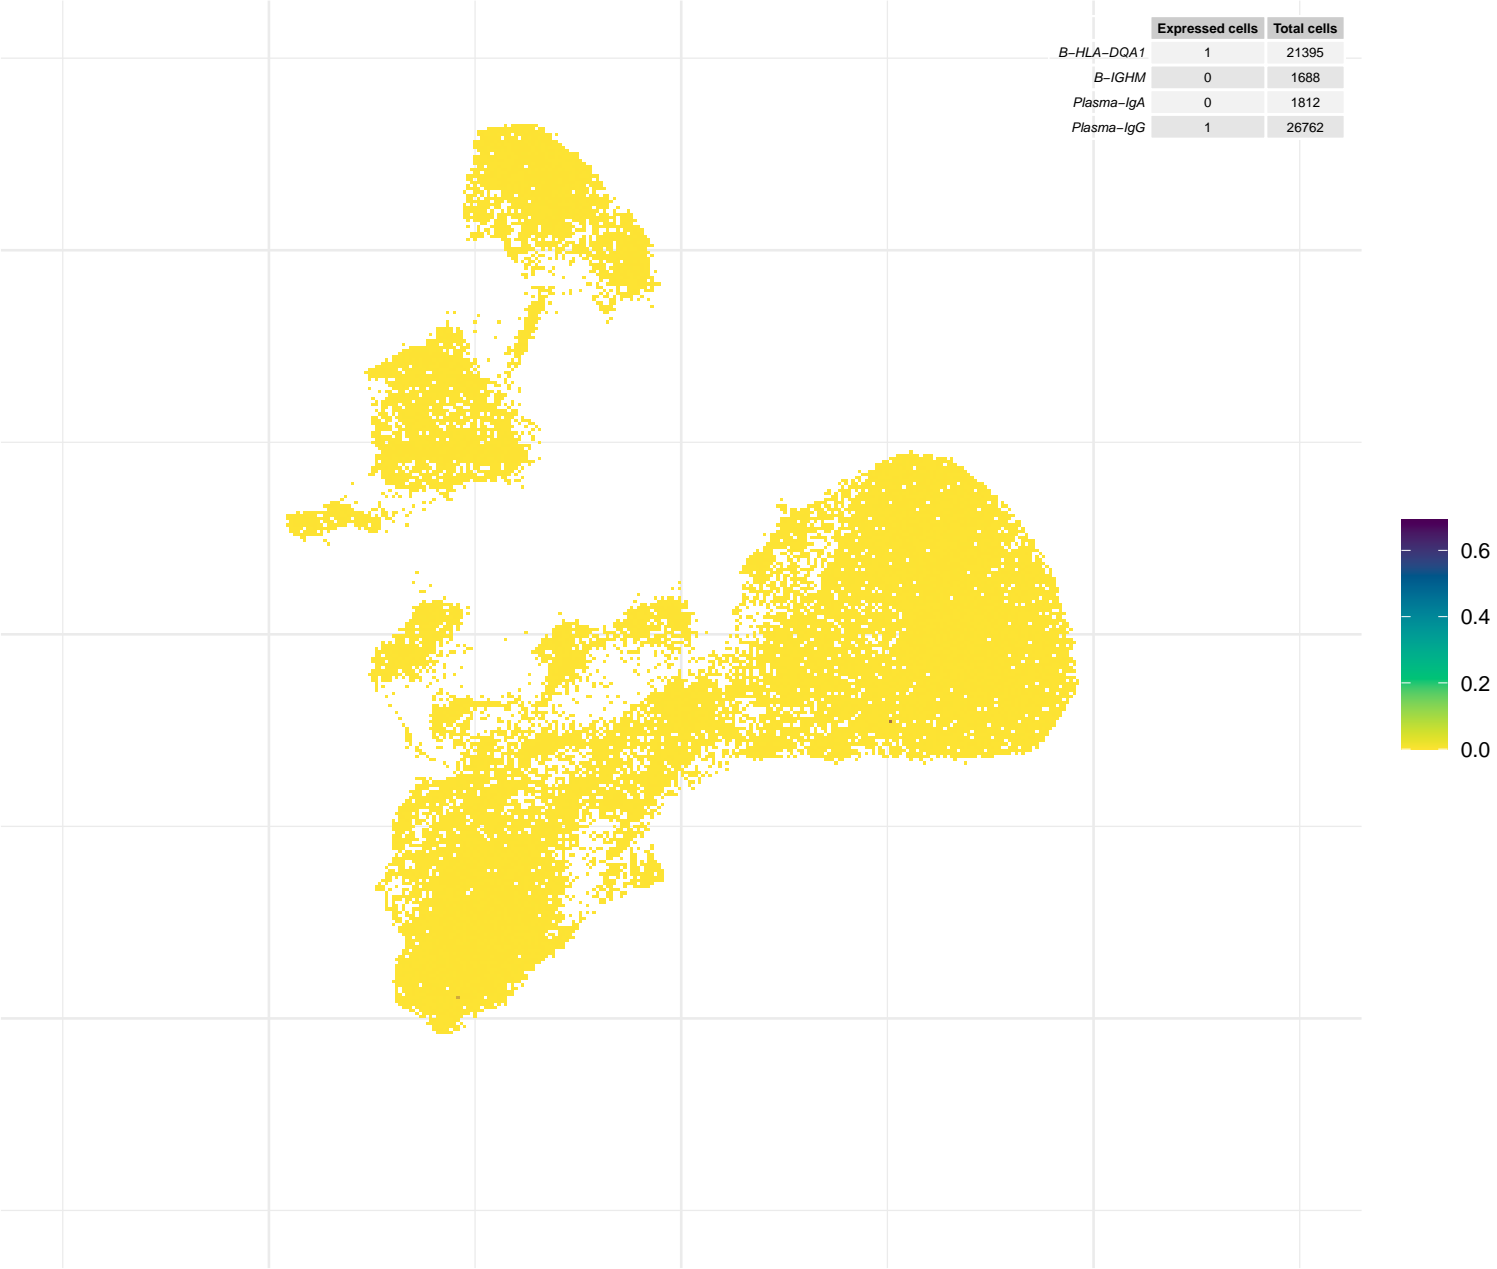 Expressed cells Total cells
B−HLA−DQA1 1 21395
B−IGHM 0 1688
Plasma−IgA 0 1812
Plasma−IgG 1 26762
0.6
0.4
0.2
0.0